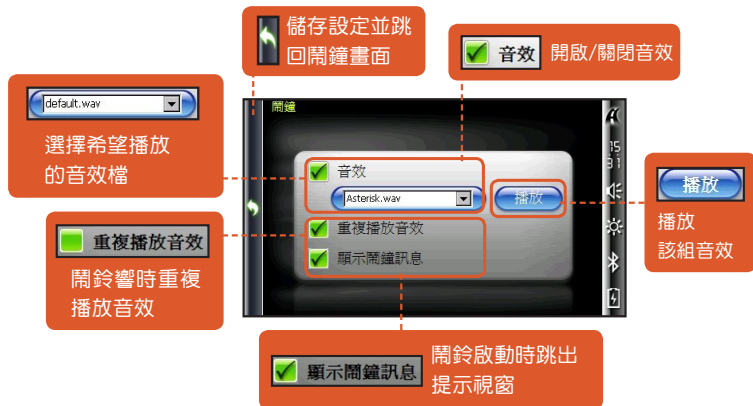 儲存設定並跳
回鬧鐘畫面
音效 開啟/關閉音效
default.wav
選擇希望播放
的音效檔
鬧鐘
15
31
音效
Asterisk.wav
播放
重複播放音效
顯示鬧鐘訊息
播放
播放
該組音效
重複播放音效
鬧鈴響時重複
播放音效
顯示鬧鐘訊息
鬧鈴啟動時跳出
提示視窗